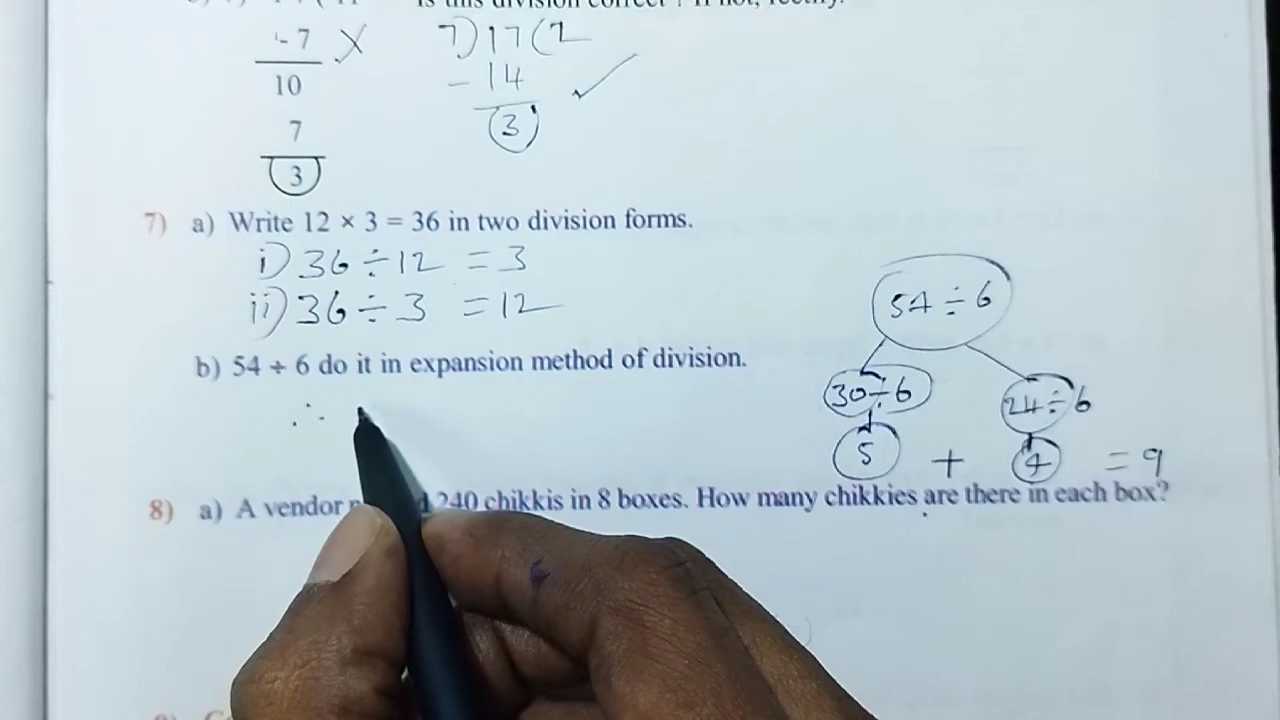 is this division correct? If not, rectify.
- 7 X
10
7
3
7) 17 ( 2
- 14 ✓
3
7) a) Write 12 × 3 = 36 in two division forms.
i) 36 ÷ 12 = 3
ii) 36 ÷ 3 = 12
b) 54 ÷ 6 do it in expansion method of division.
∴
54 ÷ 6
30 ÷ 6 24 ÷ 6
5 + 4 = 9
8) a) A vendor 240 chikkis in 8 boxes. How many chikkies are there in each box?